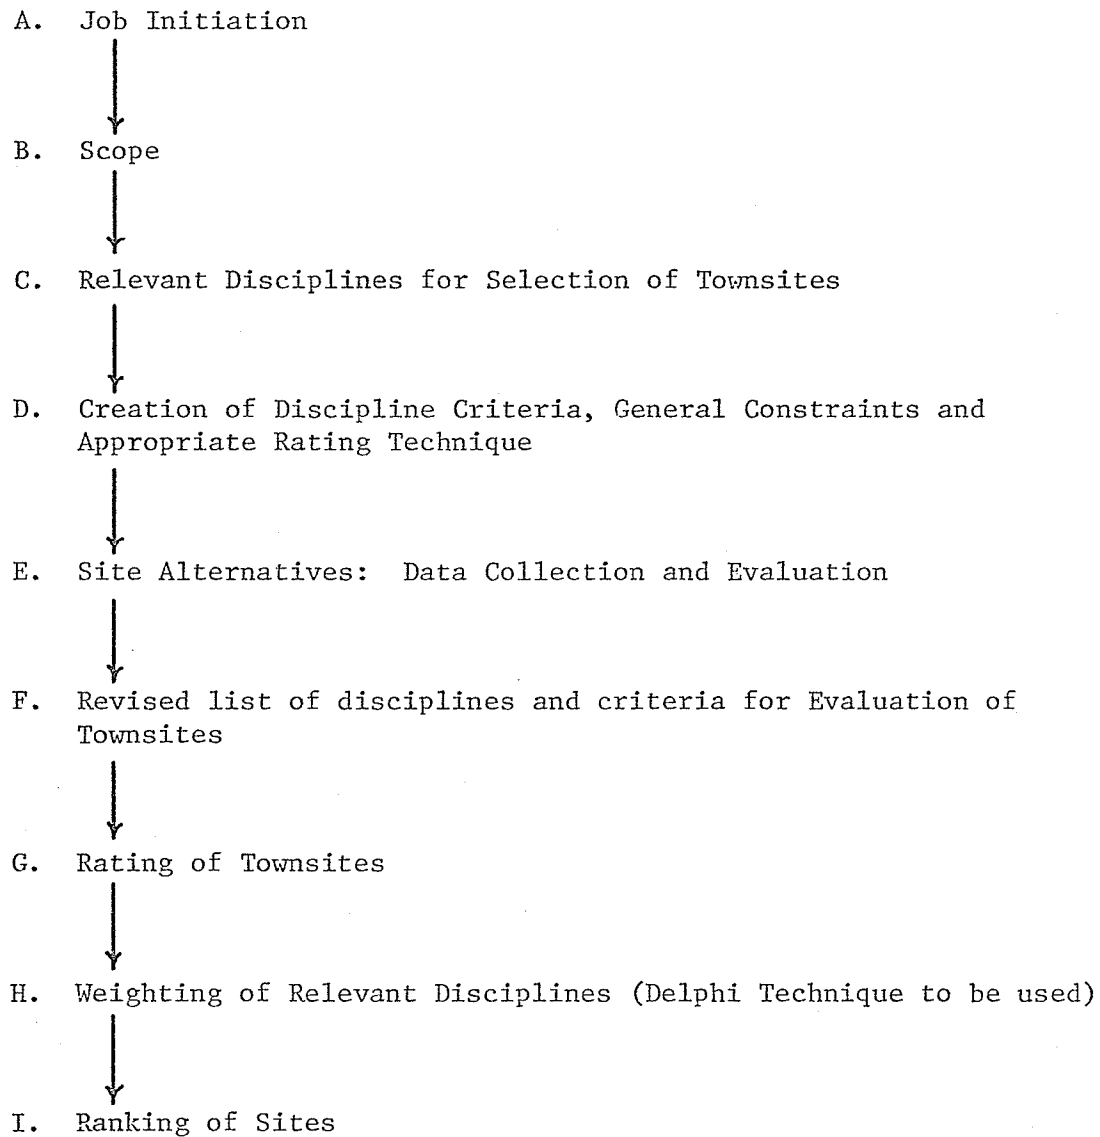 A. Job Initiation
B. Scope
C. Relevant Disciplines for Selection of Townsites
D. Creation of Discipline Criteria, General Constraints and
Appropriate Rating Technique
E. Site Alternatives: Data Collection and Evaluation
F. Revised list of disciplines and criteria for Evaluation of
Townsites
G. Rating of Townsites
H. Weighting of Relevant Disciplines (Delphi Technique to be used)
I. Ranking of Sites